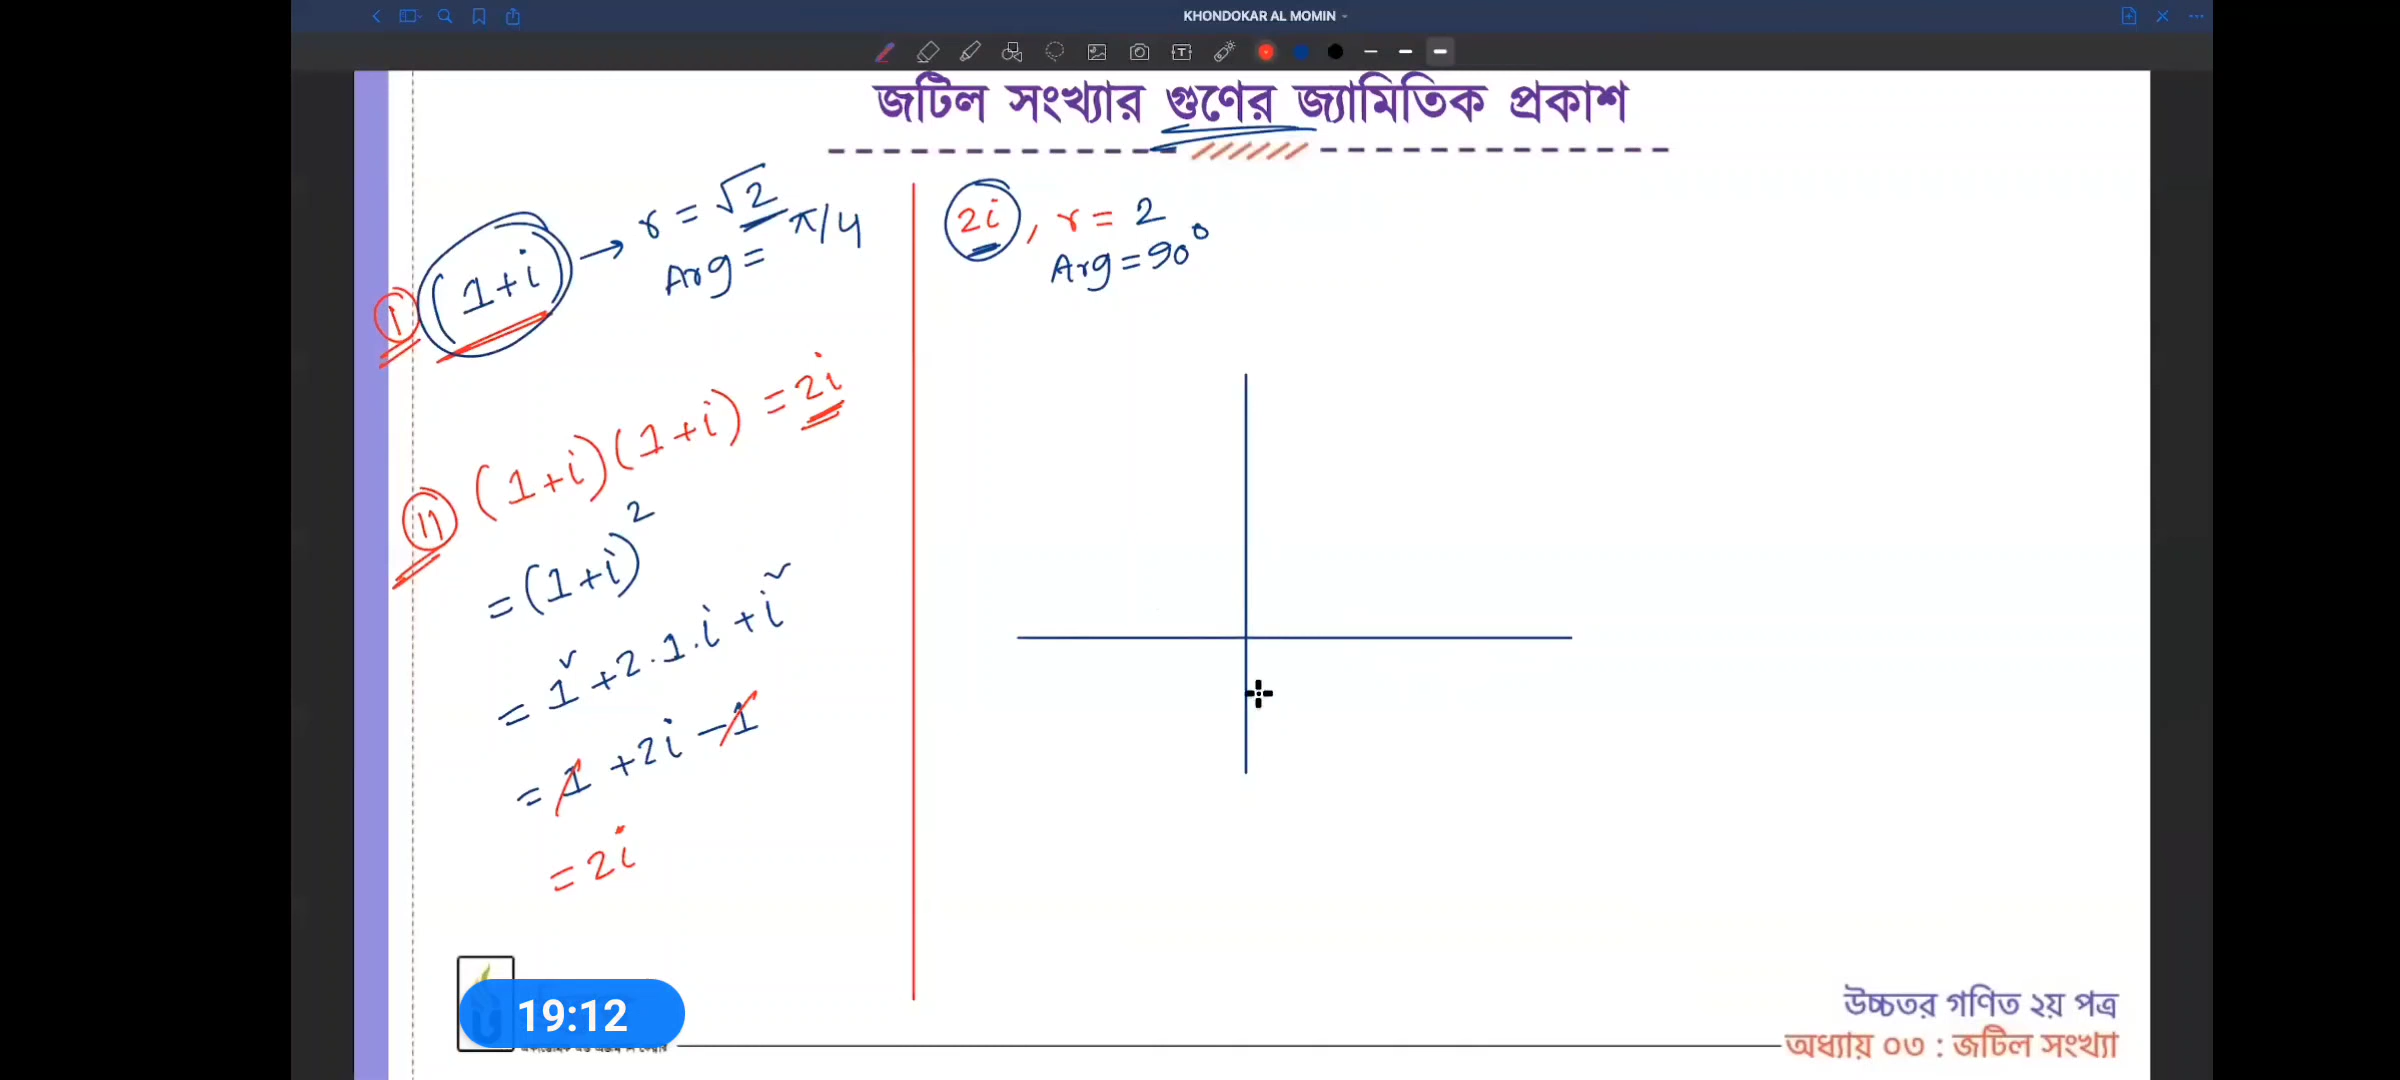 KHONDOKAR AL MOMIN
জটিল সংখ্যার গুণের জ্যামিতিক প্রকাশ
i (1+i) → r = √2
Arg = π/4
ii (1+i)(1+i) = 2i
= (1+i)²
= 1² + 2.1.i + i²
= 1 + 2i - 1
= 2i
2i, r = 2
Arg = 90°
19:12
উচ্চতর গণিত ২য় পত্র
অধ্যায় ০৩ : জটিল সংখ্যা